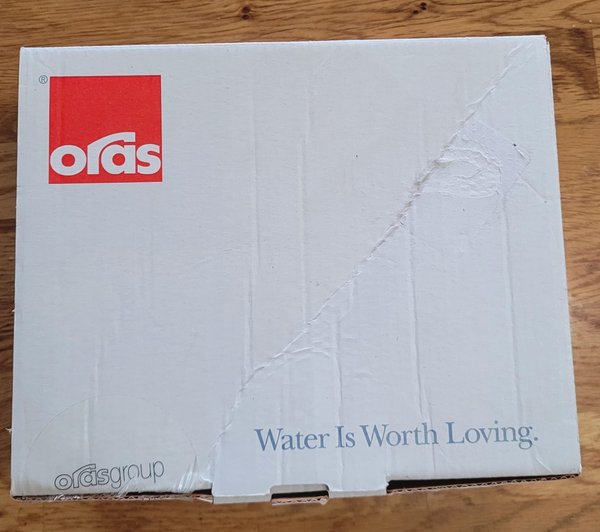 ®
oras
Water Is Worth Loving.
orasgroup